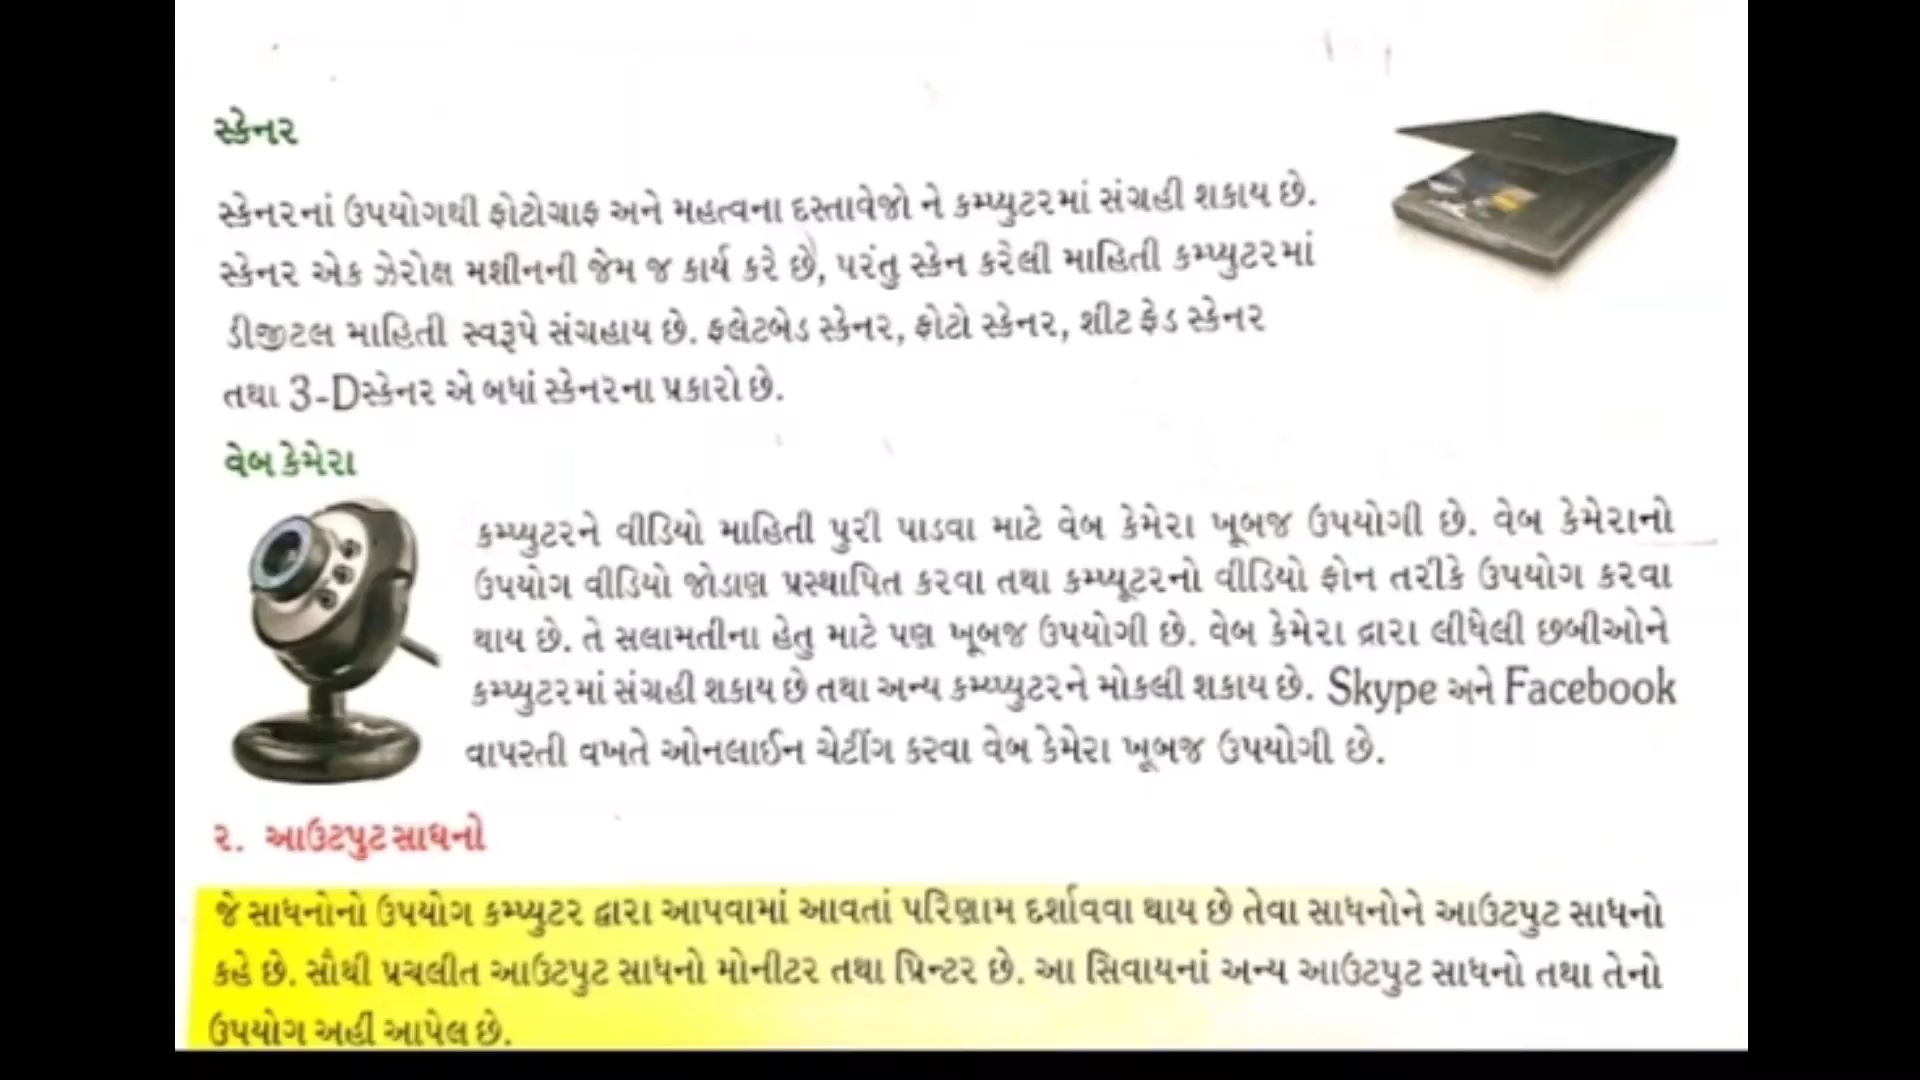 સ્કેનર
સ્કેનરનાં ઉપયોગથી ફોટોગ્રાફ અને મહત્વના દસ્તાવેજો ને કમ્પ્યુટરમાં સંગ્રહી શકાય છે.
સ્કેનર એક ઝેરોક્ષ મશીનની જેમ જ કાર્ય કરે છે, પરંતુ સ્કેન કરેલી માહિતી કમ્પ્યુટરમાં
ડીજીટલ માહિતી સ્વરૂપે સંગ્રહાય છે. ફ્લેટબેડ સ્કેનર, ફોટો સ્કેનર, શીટ ફેડ સ્કેનર
તથા 3-Dસ્કેનર એ બધાં સ્કેનરના પ્રકારો છે.
વેબ કેમેરા
કમ્પ્યુટરને વીડિયો માહિતી પુરી પાડવા માટે વેબ કેમેરા ખૂબજ ઉપયોગી છે. વેબ કેમેરાનો
ઉપયોગ વીડિયો જોડાણ પ્રસ્થાપિત કરવા તથા કમ્પ્યૂટરનો વીડિયો ફોન તરીકે ઉપયોગ કરવા
થાય છે. તે સલામતીના હેતુ માટે પણ ખૂબજ ઉપયોગી છે. વેબ કેમેરા દ્રારા લીધેલી છબીઓને
કમ્પ્યુટરમાં સંગ્રહી શકાય છે તથા અન્ય કમ્પ્યુટરને મોકલી શકાય છે. Skype અને Facebook
વાપરતી વખતે ઓનલાઈન ચેટીંગ કરવા વેબ કેમેરા ખૂબજ ઉપયોગી છે.
૨. આઉટપુટ સાધનો
જે સાધનોનો ઉપયોગ કમ્પ્યુટર દ્વારા આપવામાં આવતાં પરિણામ દર્શાવવા થાય છે તેવા સાધનોને આઉટપુટ સાધનો
કહે છે. સૌથી પ્રચલીત આઉટપુટ સાધનો મોનીટર તથા પ્રિન્ટર છે. આ સિવાયનાં અન્ય આઉટપુટ સાધનો તથા તેનો
ઉપયોગ અહીં આપેલ છે.